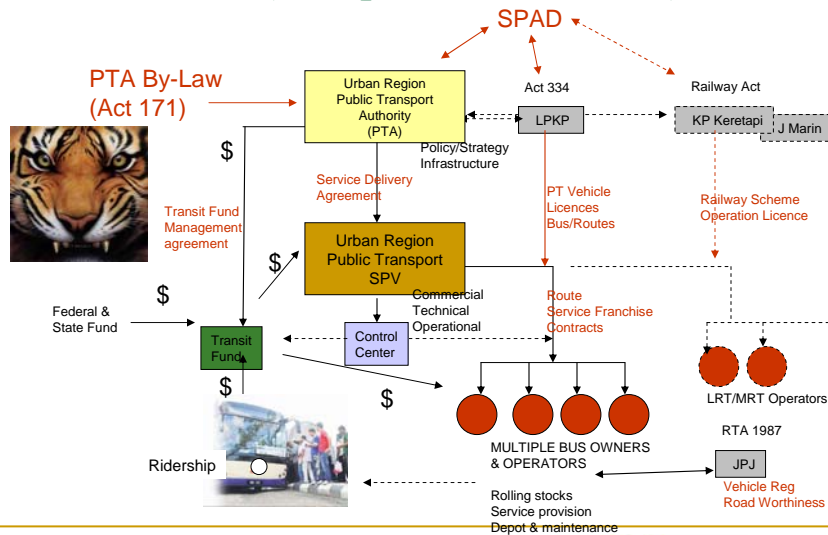 SPAD
PTA By-Law
(Act 171)
Urban Region
Public Transport
Authority
(PTA)
Act 334
LPKP
Railway Act
KP Keretapi
J Marin
$
Policy/Strategy
Infrastructure
Transit Fund
Management
agreement
Service Delivery
Agreement
PT Vehicle
Licences
Bus/Routes
Railway Scheme
Operation Licence
Urban Region
Public Transport
SPV
$
$
Federal &
State Fund
Commercial
Technical
Operational
Route
Service Franchise
Contracts
Transit
Fund
Control
Center
$
$
LRT/MRT Operators
RTA 1987
MULTIPLE BUS OWNERS
& OPERATORS
JPJ
Ridership
Vehicle Reg
Road Worthiness
Rolling stocks
Service provision
Depot & maintenance